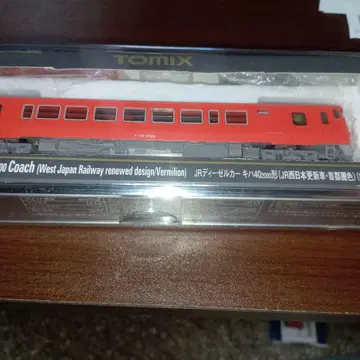 TOMIX
00 Coach (West Japan Railway renewed design/Vermilion) JRディーゼルカー キハ40 2000形 (JR西日本更新車・首都圏色)